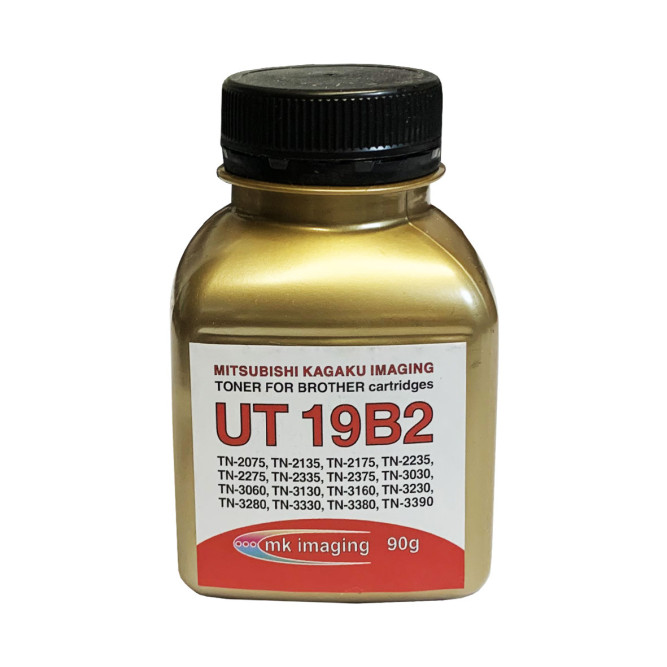 MITSUBISHI KAGAKU IMAGING
TONER FOR BROTHER cartridges
UT 19B2
TN-2075, TN-2135, TN-2175, TN-2235,
TN-2275, TN-2335, TN-2375, TN-3030,
TN-3060, TN-3130, TN-3160, TN-3230,
TN-3280, TN-3330, TN-3380, TN-3390
mk imaging 90g